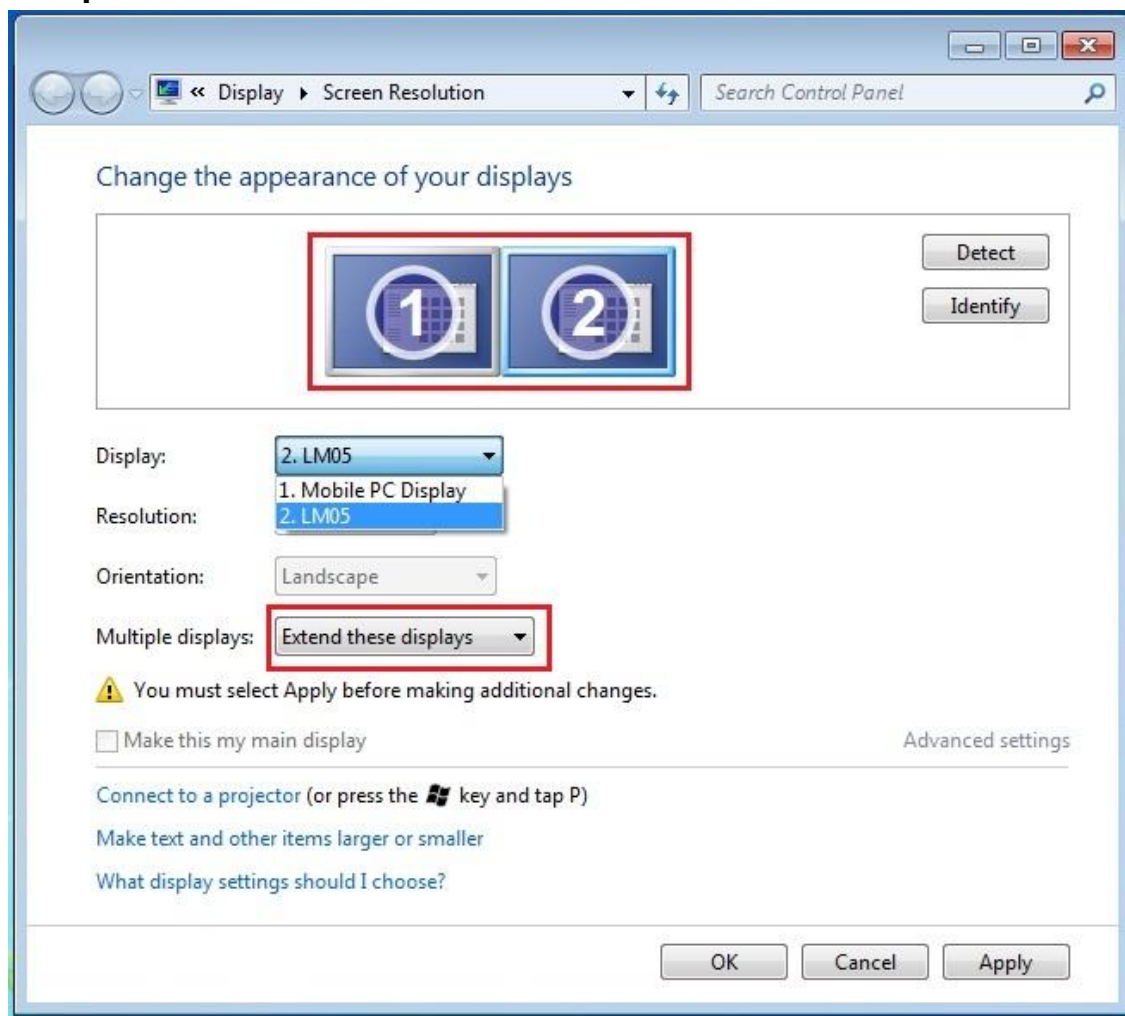 « Display ▸ Screen Resolution Search Control Panel
Change the appearance of your displays
1 2
Detect
Identify
Display: 2. LM05
1. Mobile PC Display
Resolution: 2. LM05
Orientation: Landscape
Multiple displays: Extend these displays
You must select Apply before making additional changes.
Make this my main display Advanced settings
Connect to a projector (or press the key and tap P)
Make text and other items larger or smaller
What display settings should I choose?
OK Cancel Apply